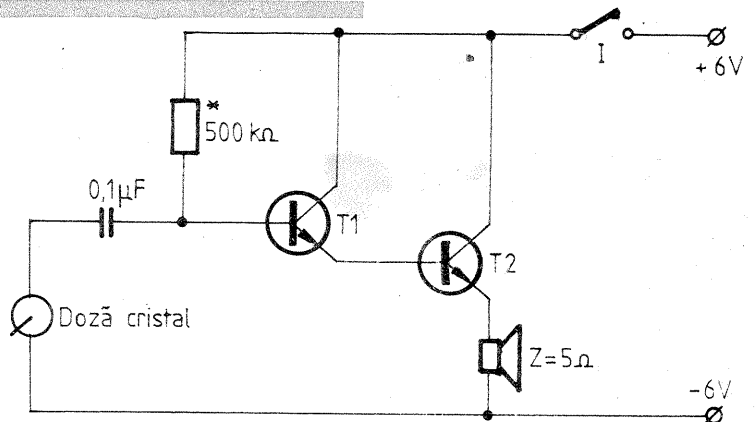 I
+6V
*
500 kΩ
0,1μF
T1
T2
Doză cristal
Z=5Ω
-6V